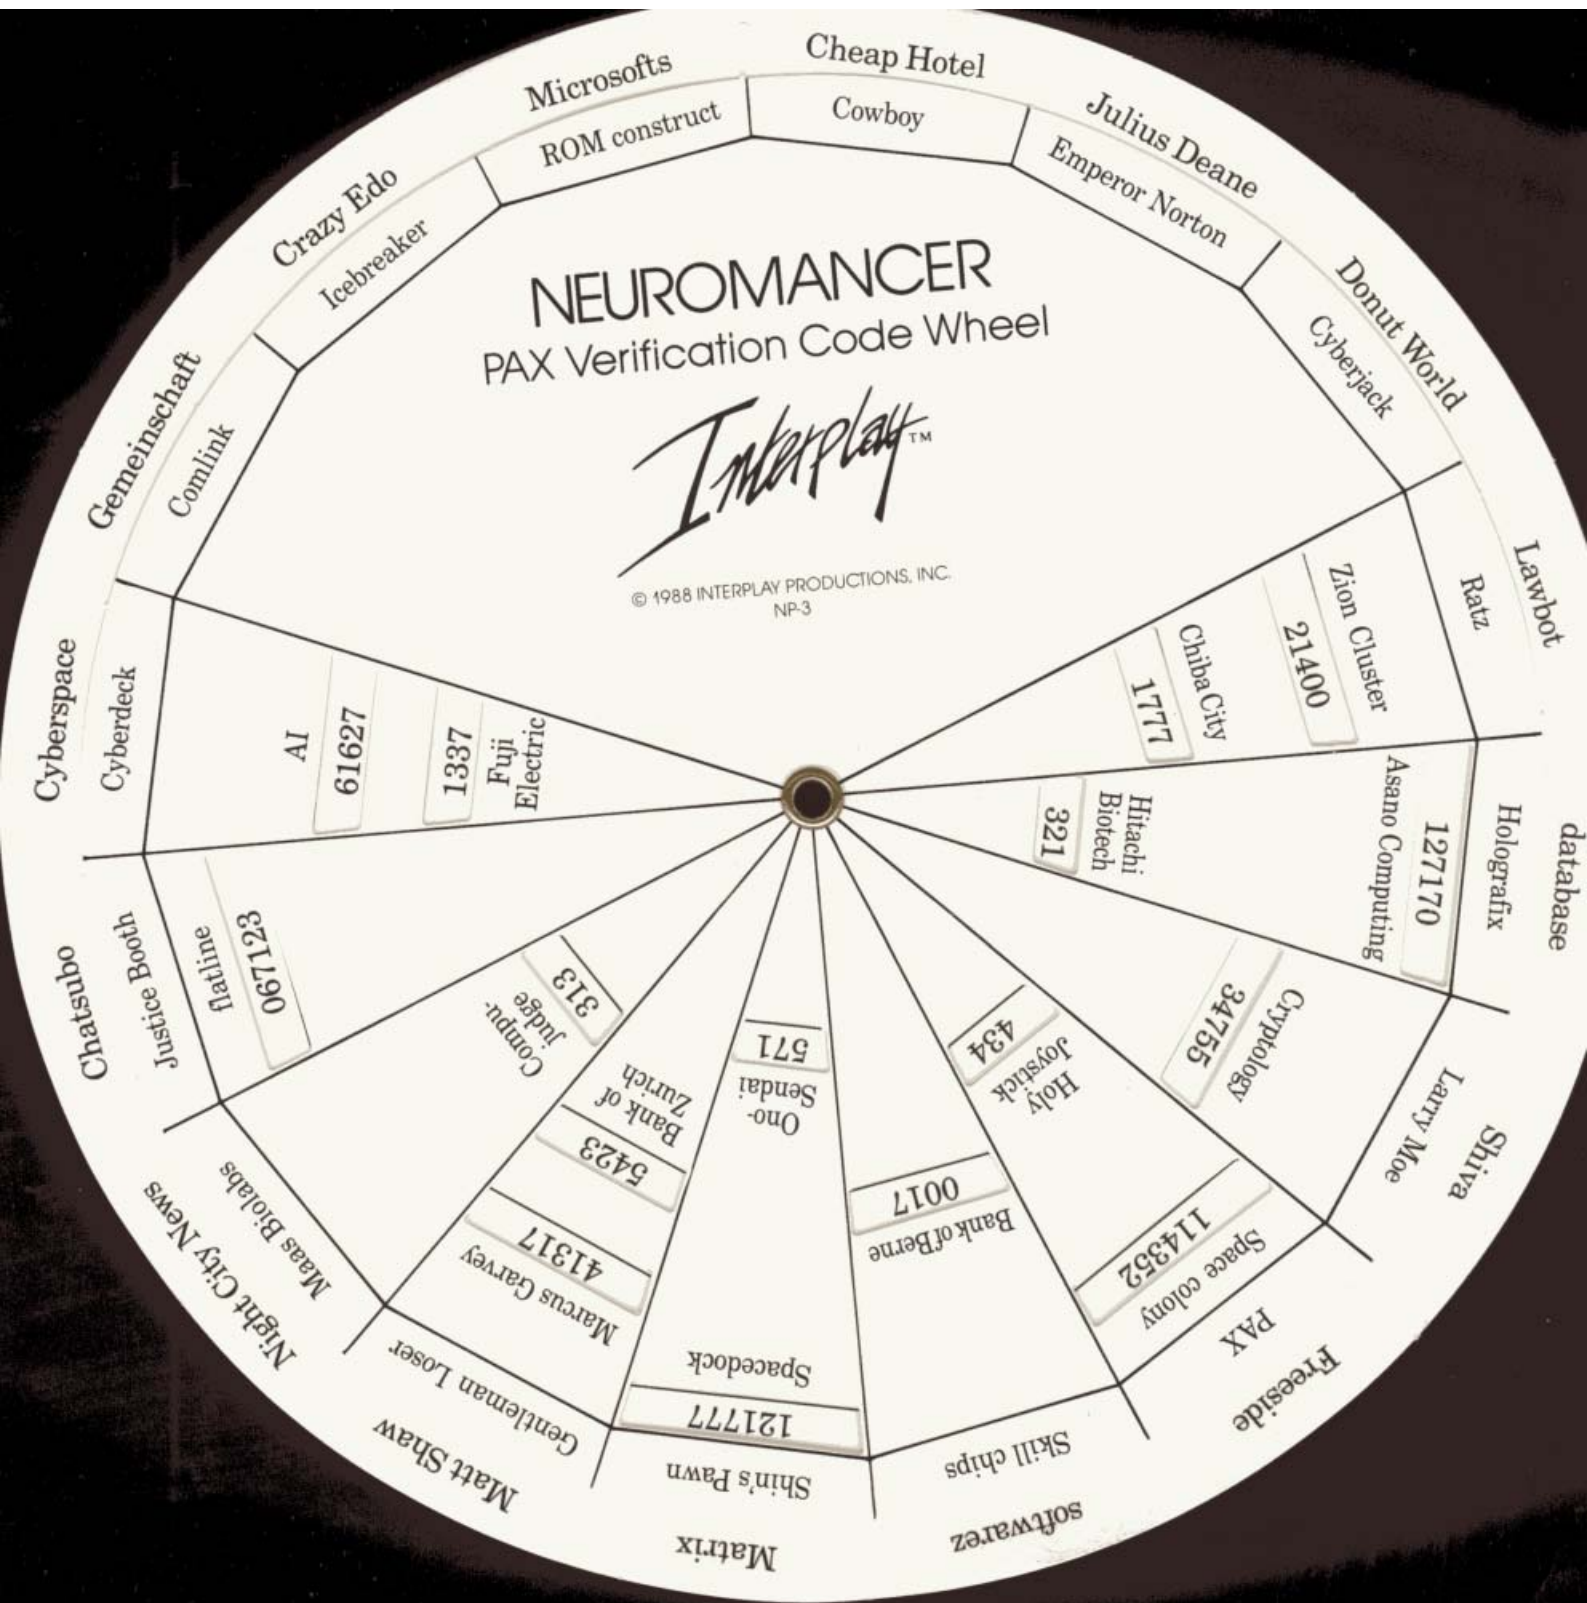 Cheap Hotel
Cowboy
Julius Deane
Emperor Norton
Donut World
Cyberjack
Lawbot
Ratz
Zion Cluster
21400
Chiba City
1777
database
Holografix
127170
Asano Computing
Hitachi
Biotech
321
Shiva
Larry Moe
Cryptology
34755
Freeside
PAX
Space colony
114352
Holy
Joystick
434
softwarez
Skill chips
Bank of Berne
0017
Matrix
Shin's Pawn
121777
Spacedock
Ono-
Sendai
571
Matt Shaw
Gentleman Loser
Marcus Garvey
41317
5423
Bank of
Zurich
Night City News
Maas Biolabs
Compu-
judge
313
Chatsubo
Justice Booth
flatline
067123
Cyberspace
Cyberdeck
AI
61627
1337
Fuji
Electric
Gemeinschaft
Comlink
Crazy Edo
Icebreaker
Microsofts
ROM construct
NEUROMANCER
PAX Verification Code Wheel
Interplay™
© 1988 INTERPLAY PRODUCTIONS, INC.
NP-3